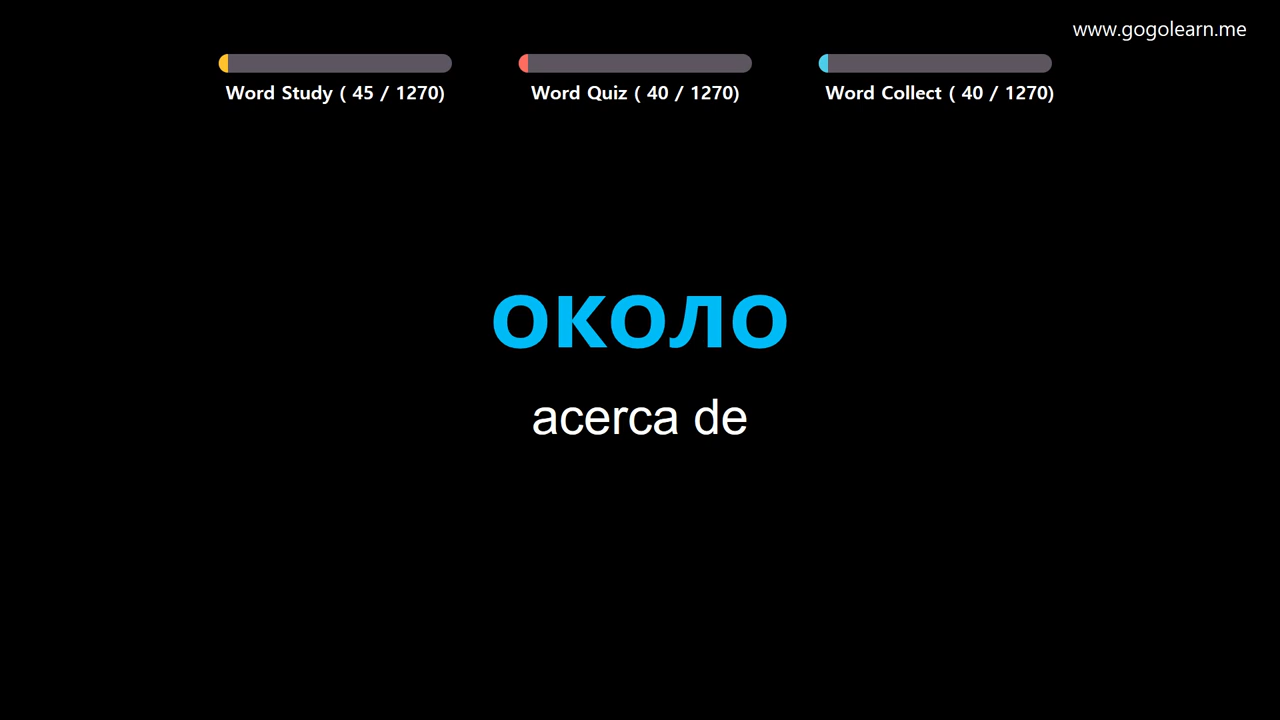 www.gogolearn.me
Word Study ( 45 / 1270)
Word Quiz ( 40 / 1270)
Word Collect ( 40 / 1270)
около
acerca de